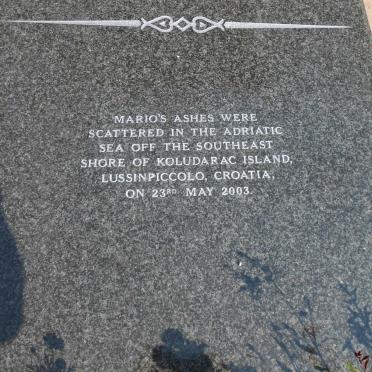 MARIO'S ASHES WERE
SCATTERED IN THE ADRIATIC
SEA OFF THE SOUTHEAST
SHORE OF KOLUDARAC ISLAND,
LUSSINPICCOLO, CROATIA,
ON 23RD MAY 2003.